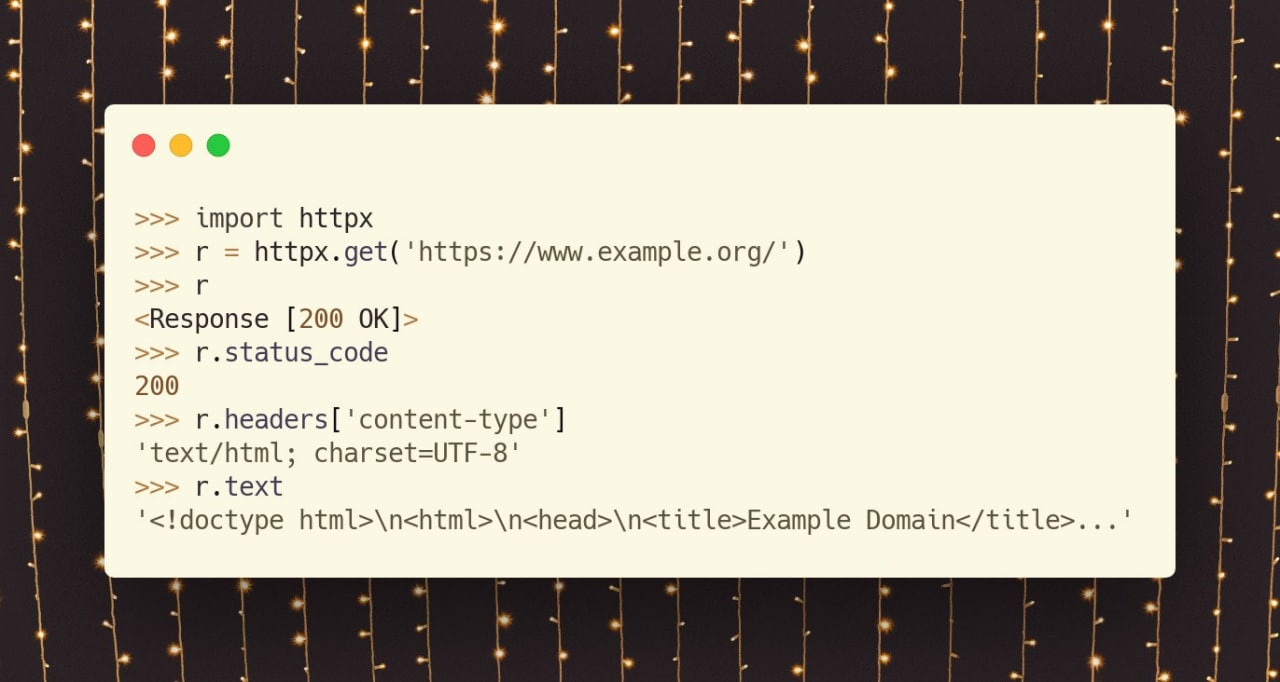 >>> import httpx
>>> r = httpx.get('https://www.example.org/')
>>> r
<Response [200 OK]>
>>> r.status_code
200
>>> r.headers['content-type']
'text/html; charset=UTF-8'
>>> r.text
'<!doctype html>\n<html>\n<head>\n<title>Example Domain</title>...'